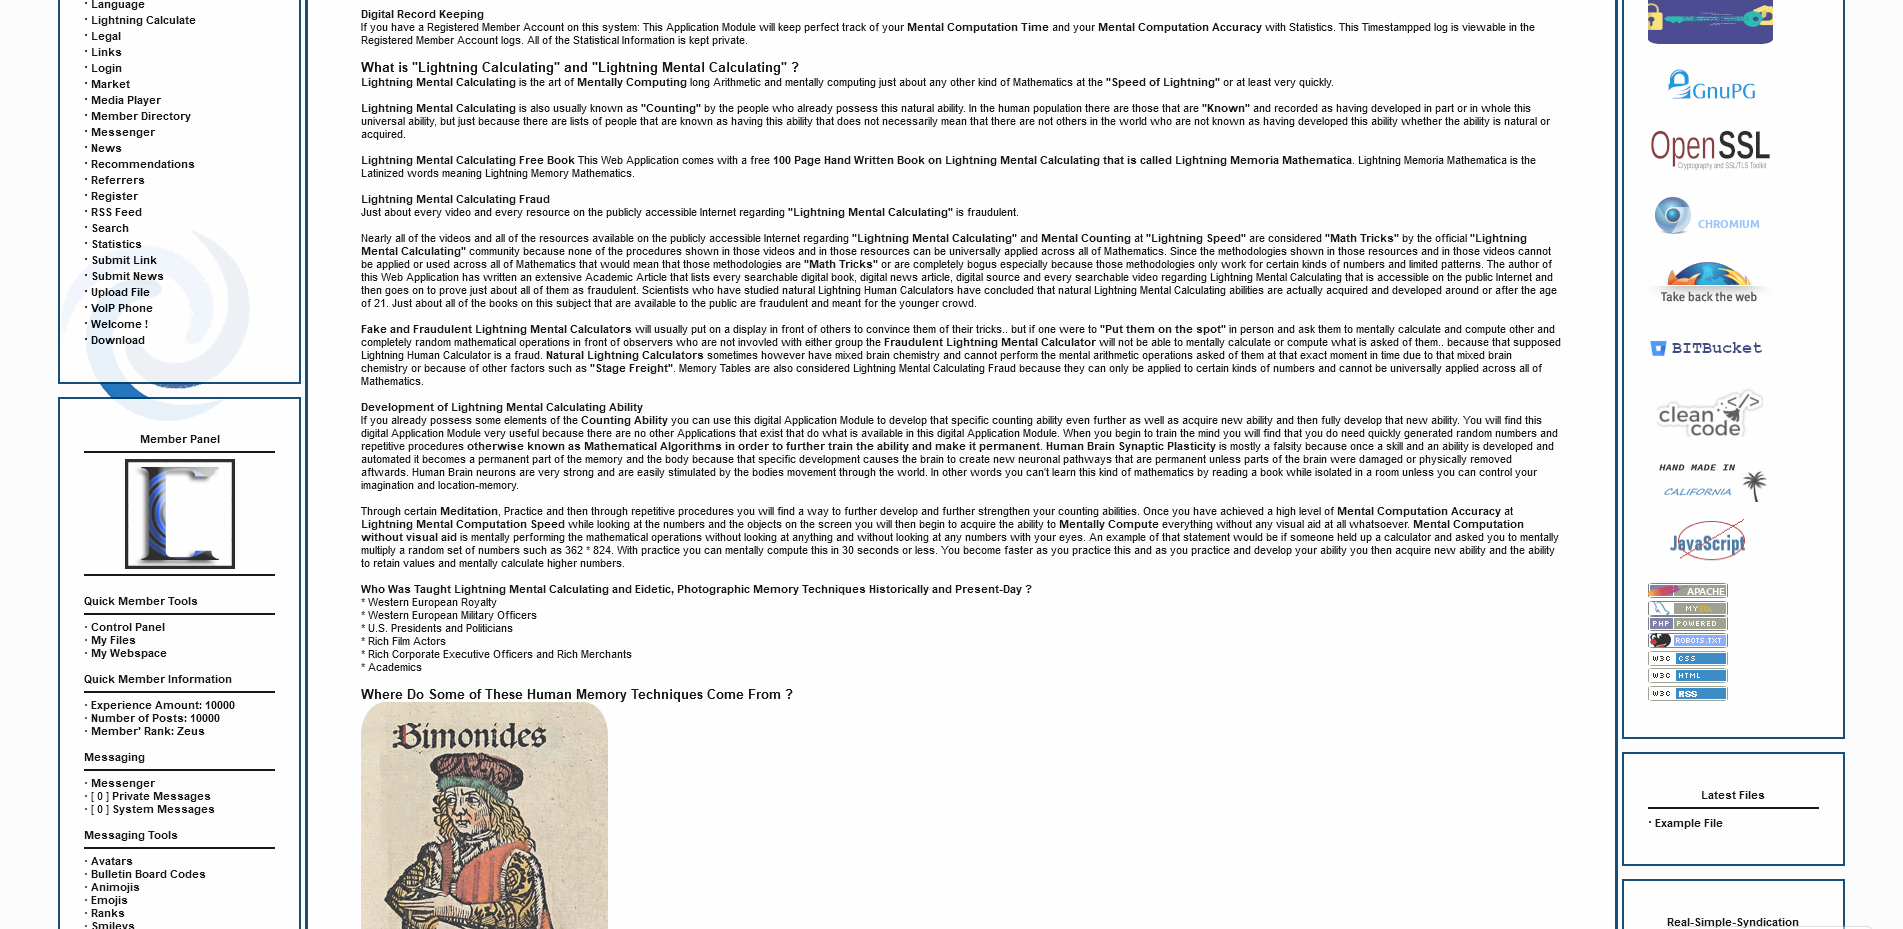 · Language
· Lightning Calculate
· Legal
· Links
· Login
· Market
· Media Player
· Member Directory
· Messenger
· News
· Recommendations
· Referrers
· Register
· RSS Feed
· Search
· Statistics
· Submit Link
· Submit News
· Upload File
· VoIP Phone
· Welcome !
· Download
Member Panel
Quick Member Tools
· Control Panel
· My Files
· My Webspace
Quick Member Information
· Experience Amount: 10000
· Number of Posts: 10000
· Member' Rank: Zeus
Messaging
· Messenger
· [ 0 ] Private Messages
· [ 0 ] System Messages
Messaging Tools
· Avatars
· Bulletin Board Codes
· Animojis
· Emojis
· Ranks
· Smileys
Digital Record Keeping
If you have a Registered Member Account on this system: This Application Module will keep perfect track of your Mental Computation Time and your Mental Computation Accuracy with Statistics. This Timestampped log is viewable in the
Registered Member Account logs. All of the Statistical Information is kept private.
What is "Lightning Calculating" and "Lightning Mental Calculating" ?
Lightning Mental Calculating is the art of Mentally Computing long Arithmetic and mentally computing just about any other kind of Mathematics at the "Speed of Lightning" or at least very quickly.
Lightning Mental Calculating is also usually known as "Counting" by the people who already possess this natural ability. In the human population there are those that are "Known" and recorded as having developed in part or in whole this
universal ability, but just because there are lists of people that are known as having this ability that does not necessarily mean that there are not others in the world who are not known as having developed this ability whether the ability is natural or
acquired.
Lightning Mental Calculating Free Book This Web Application comes with a free 100 Page Hand Written Book on Lightning Mental Calculating that is called Lightning Memoria Mathematica. Lightning Memoria Mathematica is the
Latinized words meaning Lightning Memory Mathematics.
Lightning Mental Calculating Fraud
Just about every video and every resource on the publicly accessible Internet regarding "Lightning Mental Calculating" is fraudulent.
Nearly all of the videos and all of the resources available on the publicly accessible Internet regarding "Lightning Mental Calculating" and Mental Counting at "Lightning Speed" are considered "Math Tricks" by the official "Lightning
Mental Calculating" community because none of the procedures shown in those videos and in those resources can be universally applied across all of Mathematics. Since the methodologies shown in those resources and in those videos cannot
be applied or used across all of Mathematics that would mean that those methodologies are "Math Tricks" or are completely bogus especially because those methodologies only work for certain kinds of numbers and limited patterns. The author of
this Web Application has written an extensive Academic Article that lists every searchable digital book, digital news article, digital source and every searchable video regarding Lightning Mental Calculating that is accessible on the public Internet and
then goes on to prove just about all of them as fraudulent. Scientists who have studied natural Lightning Human Calculators have concluded that natural Lightning Mental Calculating abilities are actually acquired and developed around or after the age
of 21. Just about all of the books on this subject that are available to the public are fraudulent and meant for the younger crowd.
Fake and Fraudulent Lightning Mental Calculators will usually put on a display in front of others to convince them of their tricks.. but if one were to "Put them on the spot" in person and ask them to mentally calculate and compute other and
completely random mathematical operations in front of observers who are not invovled with either group the Fraudulent Lightning Mental Calculator will not be able to mentally calculate or compute what is asked of them.. because that supposed
Lightning Human Calculator is a fraud. Natural Lightning Calculators sometimes however have mixed brain chemistry and cannot perform the mental arithmetic operations asked of them at that exact moment in time due to that mixed brain
chemistry or because of other factors such as "Stage Freight". Memory Tables are also considered Lightning Mental Calculating Fraud because they can only be applied to certain kinds of numbers and cannot be universally applied across all of
Mathematics.
Development of Lightning Mental Calculating Ability
If you already possess some elements of the Counting Ability you can use this digital Application Module to develop that specific counting ability even further as well as acquire new ability and then fully develop that new ability. You will find this
digital Application Module very useful because there are no other Applications that exist that do what is available in this digital Application Module. When you begin to train the mind you will find that you do need quickly generated random numbers and
repetitive procedures otherwise known as Mathematical Algorithms in order to further train the ability and make it permanent. Human Brain Synaptic Plasticity is mostly a falsity because once a skill and an ability is developed and
automated it becomes a permanent part of the memory and the body because that specific development causes the brain to create new neuronal pathways that are permanent unless parts of the brain were damaged or physically removed
aftwards. Human Brain neurons are very strong and are easily stimulated by the bodies movement through the world. In other words you can't learn this kind of mathematics by reading a book while isolated in a room unless you can control your
imagination and location-memory.
Through certain Meditation, Practice and then through repetitive procedures you will find a way to further develop and further strengthen your counting abilities. Once you have achieved a high level of Mental Computation Accuracy at
Lightning Mental Computation Speed while looking at the numbers and the objects on the screen you will then begin to acquire the ability to Mentally Compute everything without any visual aid at all whatsoever. Mental Computation
without visual aid is mentally performing the mathematical operations without looking at anything and without looking at any numbers with your eyes. An example of that statement would be if someone held up a calculator and asked you to mentally
multiply a random set of numbers such as 362 * 824. With practice you can mentally compute this in 30 seconds or less. You become faster as you practice this and as you practice and develop your ability you then acquire new ability and the ability
to retain values and mentally calculate higher numbers.
Who Was Taught Lightning Mental Calculating and Eidetic, Photographic Memory Techniques Historically and Present-Day ?
* Western European Royalty
* Western European Military Officers
* U.S. Presidents and Politicians
* Rich Film Actors
* Rich Corporate Executive Officers and Rich Merchants
* Academics
Where Do Some of These Human Memory Techniques Come From ?
Simonides
GnuPG
OpenSSL
Cryptography and SSL/TLS Toolkit
CHROMIUM
Take back the web
BITBucket
clean </>
code
HAND MADE IN
CALIFORNIA
JavaScript
APACHE
MYSQL
PHP POWERED
ROBOTS.TXT
W3C CSS
W3C HTML
W3C RSS
Latest Files
· Example File
Real-Simple-Syndication